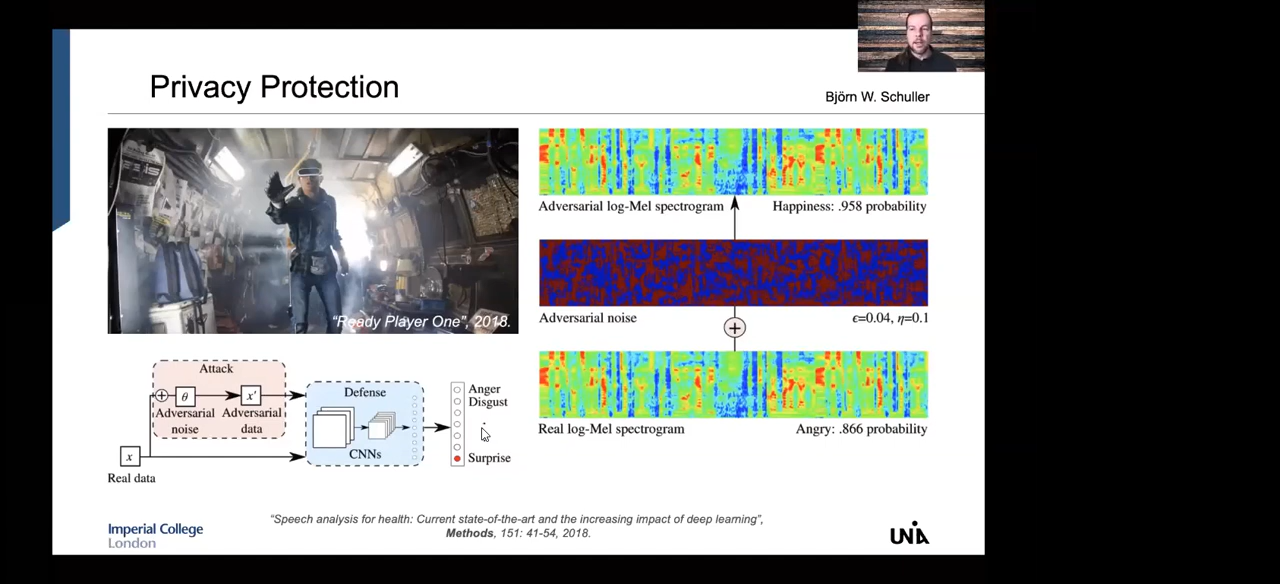 Privacy Protection
Björn W. Schuller
"Ready Player One", 2018.
Adversarial log-Mel spectrogram
Happiness: .958 probability
Adversarial noise
ϵ=0.04, η=0.1
+
Real log-Mel spectrogram
Angry: .866 probability
Attack
θ
x'
Adversarial noise
Adversarial data
x
Real data
Defense
CNNs
Anger
Disgust
Surprise
"Speech analysis for health: Current state-of-the-art and the increasing impact of deep learning",
Methods, 151: 41-54, 2018.
Imperial College
London
UNIA